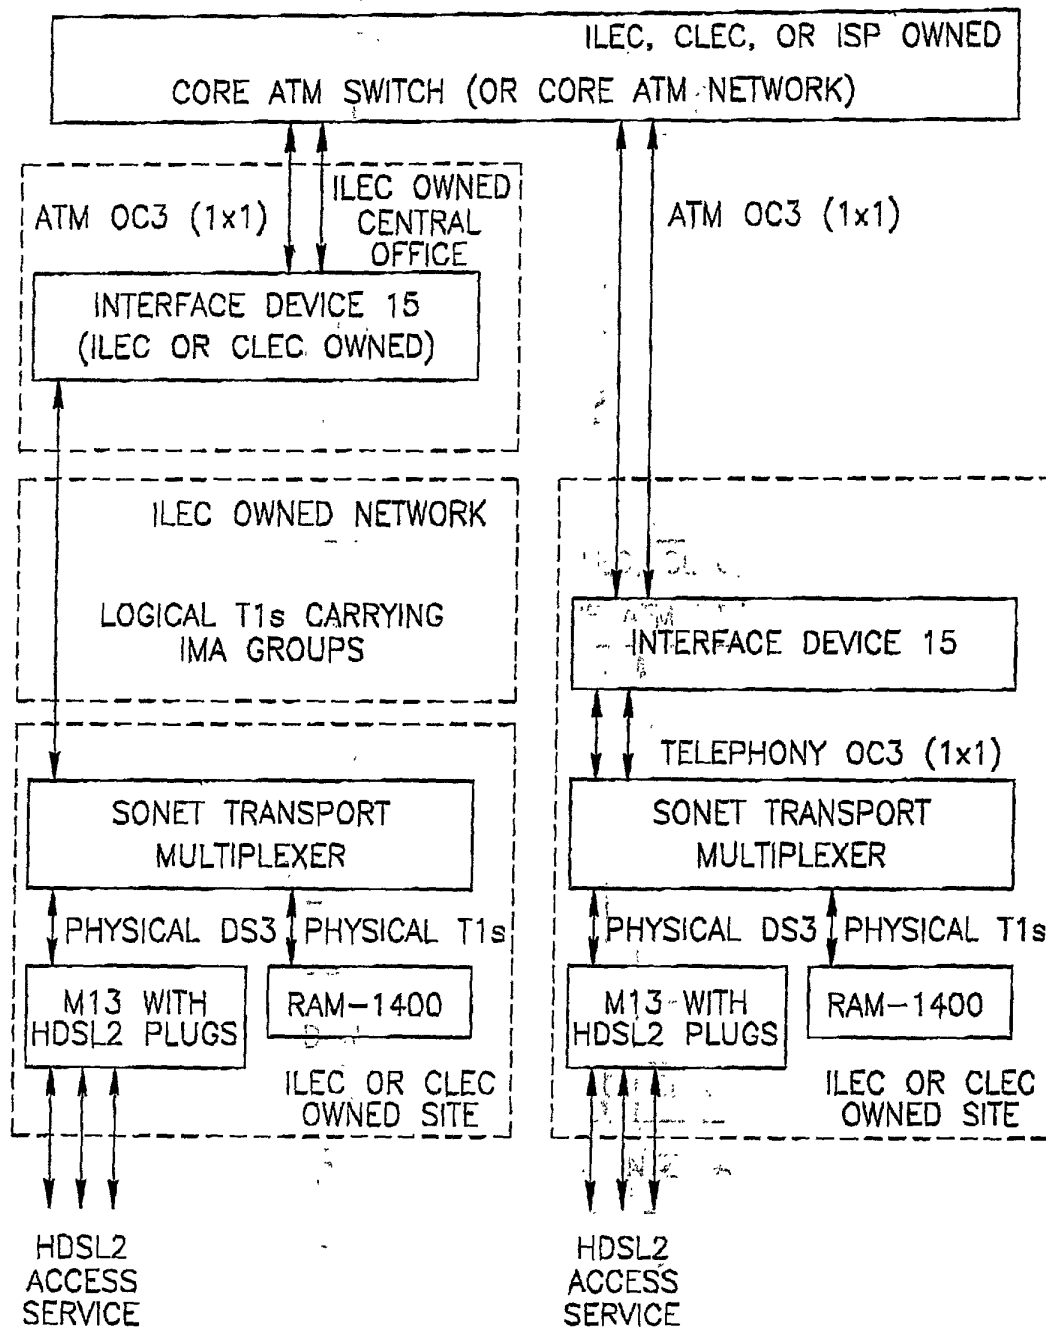 ILEC, CLEC, OR ISP OWNED
CORE ATM SWITCH (OR CORE ATM NETWORK)
ATM OC3 (1x1)
ILEC OWNED
CENTRAL
OFFICE
INTERFACE DEVICE 15
(ILEC OR CLEC OWNED)
ILEC OWNED NETWORK
LOGICAL T1s CARRYING
IMA GROUPS
SONET TRANSPORT
MULTIPLEXER
PHYSICAL DS3
PHYSICAL T1s
M13 WITH
HDSL2 PLUGS
RAM-1400
ILEC OR CLEC
OWNED SITE
HDSL2
ACCESS
SERVICE
ATM OC3 (1x1)
INTERFACE DEVICE 15
TELEPHONY OC3 (1x1)
SONET TRANSPORT
MULTIPLEXER
PHYSICAL DS3
PHYSICAL T1s
M13 WITH
HDSL2 PLUGS
RAM-1400
ILEC OR CLEC
OWNED SITE
HDSL2
ACCESS
SERVICE